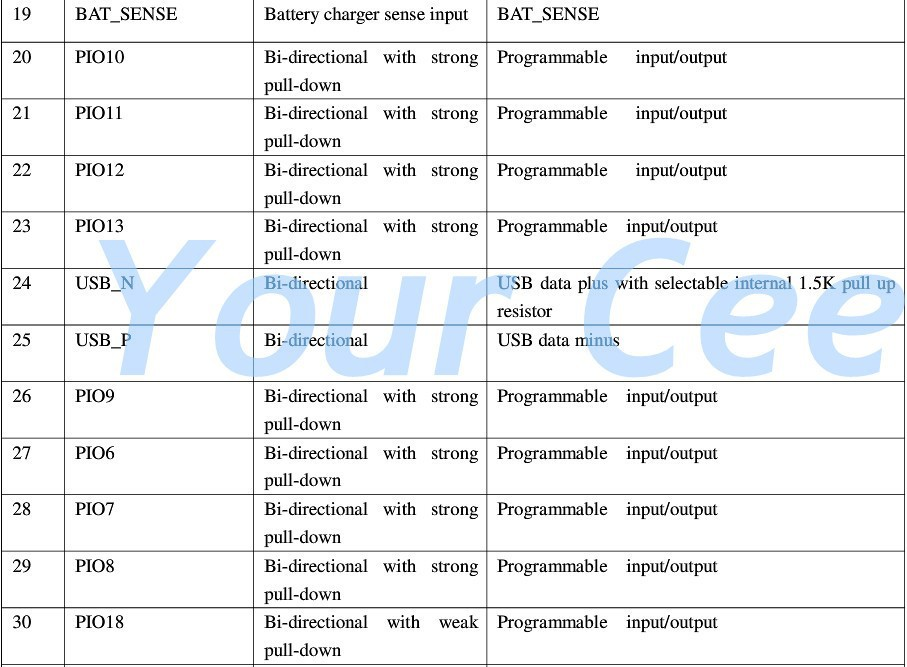 19 BAT_SENSE Battery charger sense input BAT_SENSE
20 PIO10 Bi-directional with strong Programmable input/output
pull-down
21 PIO11 Bi-directional with strong Programmable input/output
pull-down
22 PIO12 Bi-directional with strong Programmable input/output
pull-down
23 PIO13 Bi-directional with strong Programmable input/output
pull-down
24 USB_N Bi-directional USB data plus with selectable internal 1.5K pull up
resistor
25 USB_P Bi-directional USB data minus
Your Cee
26 PIO9 Bi-directional with strong Programmable input/output
pull-down
27 PIO6 Bi-directional with strong Programmable input/output
pull-down
28 PIO7 Bi-directional with strong Programmable input/output
pull-down
29 PIO8 Bi-directional with strong Programmable input/output
pull-down
30 PIO18 Bi-directional with weak Programmable input/output
pull-down